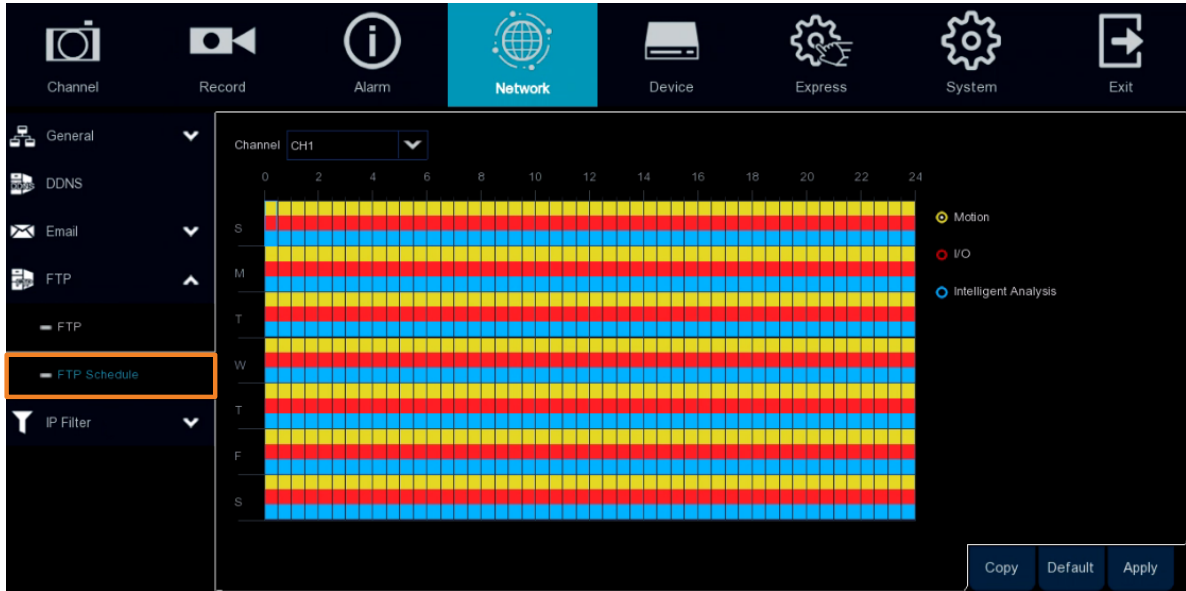 Channel Record Alarm Network Device Express System Exit
General
DDNS
Email
FTP
FTP
FTP Schedule
IP Filter
Channel CH1
0 2 4 6 8 10 12 14 16 18 20 22 24
S
M
T
W
T
F
S
Motion
I/O
Intelligent Analysis
Copy Default Apply